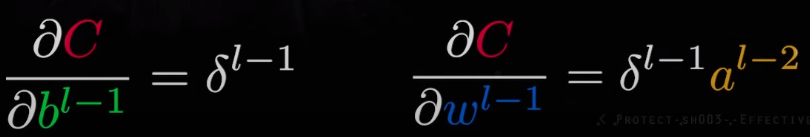 ∂C/∂b^{l-1} = δ^{l-1}
∂C/∂w^{l-1} = δ^{l-1}a^{l-2}